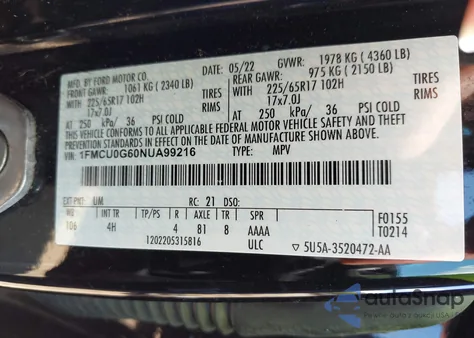 MFD. BY FORD MOTOR CO.
05/22 GVWR: 1978 KG (4360 LB)
FRONT GAWR: 1061 KG (2340 LB) REAR GAWR: 975 KG (2150 LB)
225/65R17 102H TIRES 225/65R17 102H TIRES
17x7.0J RIMS 17x7.0J RIMS
AT 250 kPa/ 36 PSI COLD AT 250 kPa/ 36 PSI COLD
THIS VEHICLE CONFORMS TO ALL APPLICABLE FEDERAL MOTOR VEHICLE SAFETY AND
THEFT PREVENTION STANDARDS IN EFFECT ON THE DATE OF MANUFACTURE SHOWN ABOVE.
VIN: 1FMCU0G60NUA99216 TYPE: MPV
EXT PNT: UM RC: 21 DSO:
WB INT TR TP/PS R AXLE TR SPR
106 4H 4 81 8 AAAA
F0155
T0214
1202205315816 ULC ▽ 5U5A-3520472-AA
autoSnap